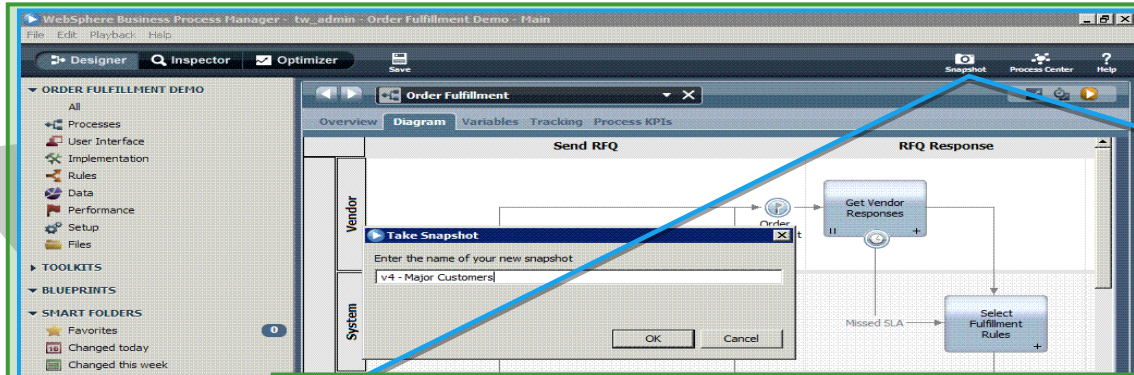 WebSphere Business Process Manager - tw_admin - Order Fulfillment Demo - Main
File Edit Playback Help
Designer Inspector Optimizer Save Snapshot Process Center Help
ORDER FULFILLMENT DEMO
All
Processes
User Interface
Implementation
Rules
Data
Performance
Setup
Files
TOOLKITS
BLUEPRINTS
SMART FOLDERS
Favorites 0
Changed today
Changed this week
Order Fulfillment
Overview Diagram Variables Tracking Process KPIs
Send RFQ RFQ Response
Vendor
System
Order
t
Get Vendor
Responses
Missed SLA
Select
Fulfillment
Rules
Take Snapshot
Enter the name of your new snapshot
v4 - Major Customers
OK Cancel